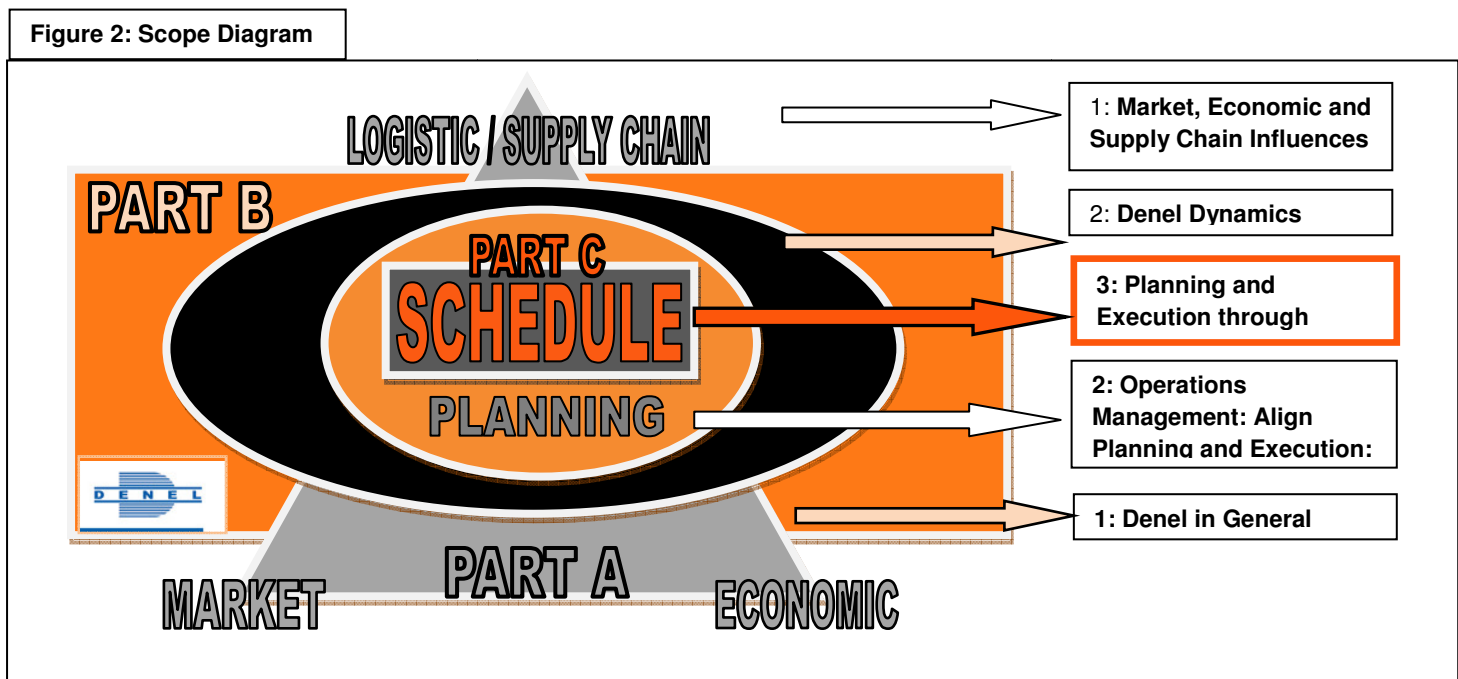 Figure 2: Scope Diagram
LOGISTIC / SUPPLY CHAIN
PART B
PART C
SCHEDULE
PLANNING
DENEL
PART A
MARKET
ECONOMIC
1: Market, Economic and
Supply Chain Influences
2: Denel Dynamics
3: Planning and
Execution through
2: Operations
Management: Align
Planning and Execution:
1: Denel in General